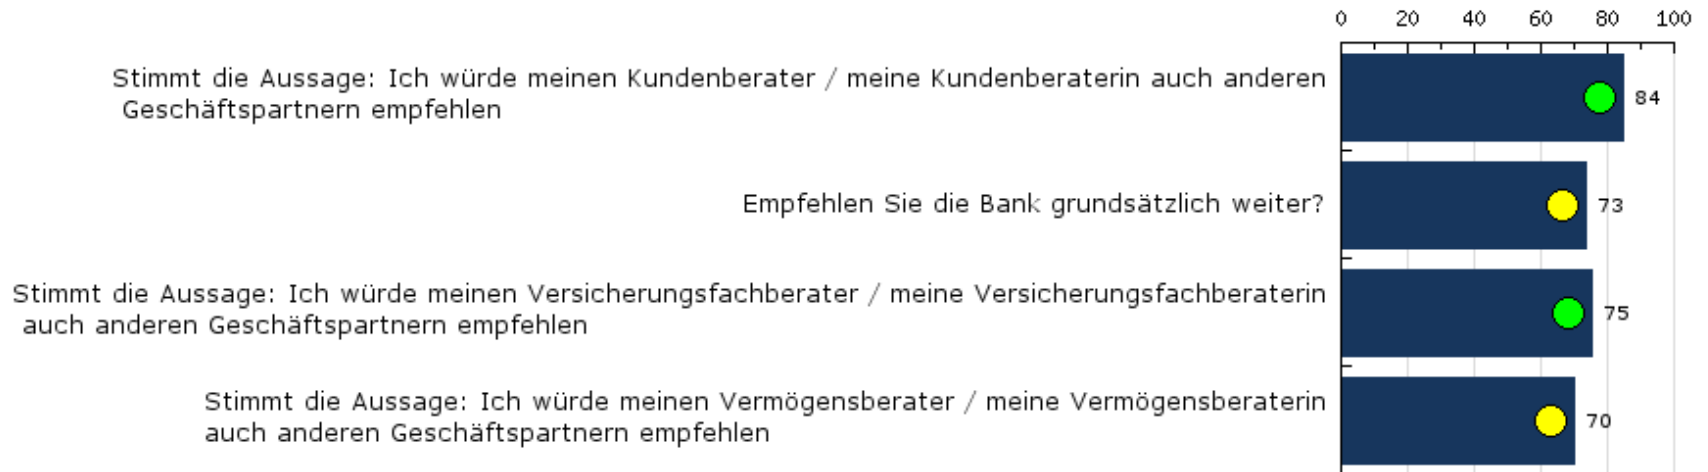 0 20 40 60 80 100
Stimmt die Aussage: Ich würde meinen Kundenberater / meine Kundenberaterin auch anderen
Geschäftspartnern empfehlen
84
Empfehlen Sie die Bank grundsätzlich weiter?
73
Stimmt die Aussage: Ich würde meinen Versicherungsfachberater / meine Versicherungsfachberaterin
auch anderen Geschäftspartnern empfehlen
75
Stimmt die Aussage: Ich würde meinen Vermögensberater / meine Vermögensberaterin
auch anderen Geschäftspartnern empfehlen
70